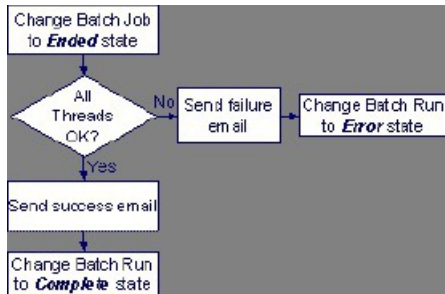 Change Batch Job
to Ended state
All
Threads
OK?
No
Send failure
email
Change Batch Run
to Error state
Yes
Send success email
Change Batch Run
to Complete state